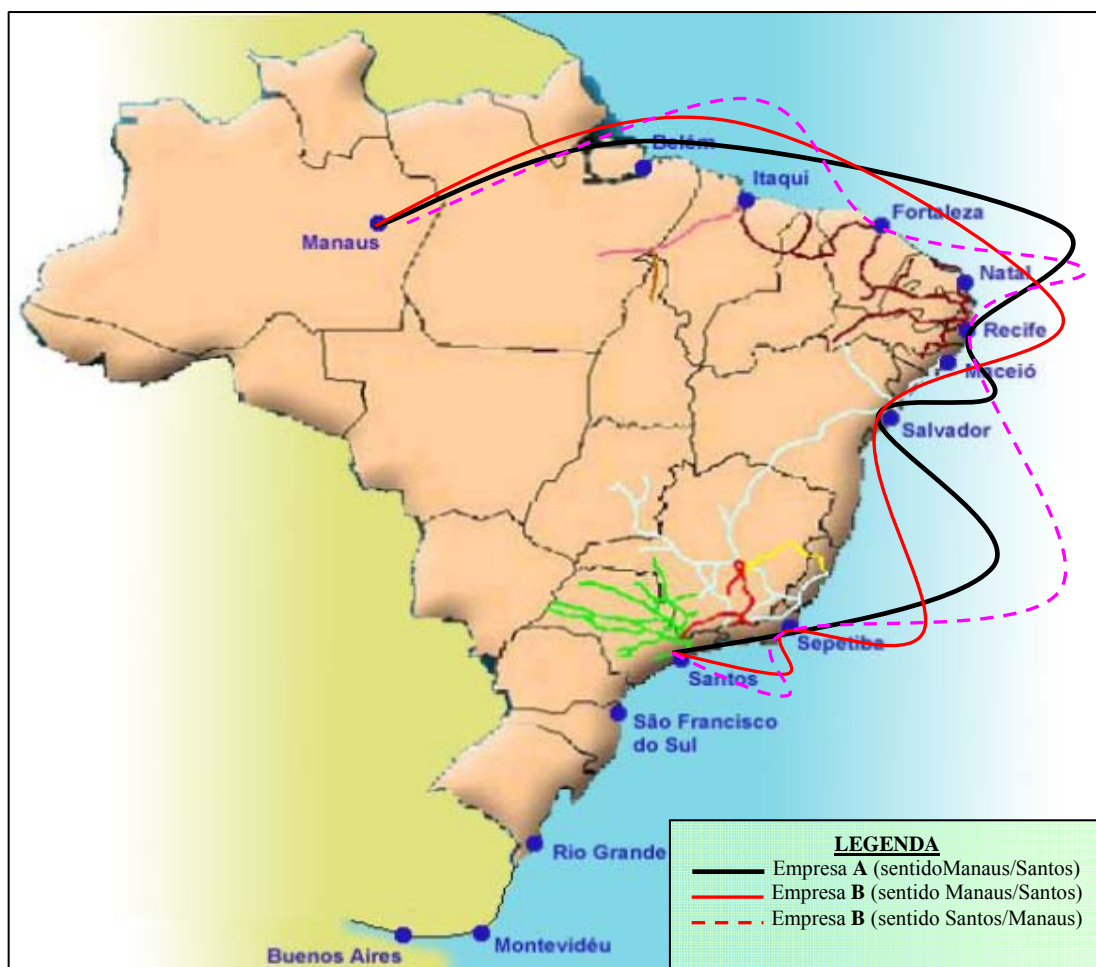 Belém
Itaqui
Fortaleza
Manaus
Natal
Recife
Maceió
Salvador
Sepetiba
Santos
São Francisco
do Sul
Rio Grande
Buenos Aires
Montevidéu
LEGENDA
Empresa A (sentidoManaus/Santos)
Empresa B (sentido Manaus/Santos)
Empresa B (sentido Santos/Manaus)